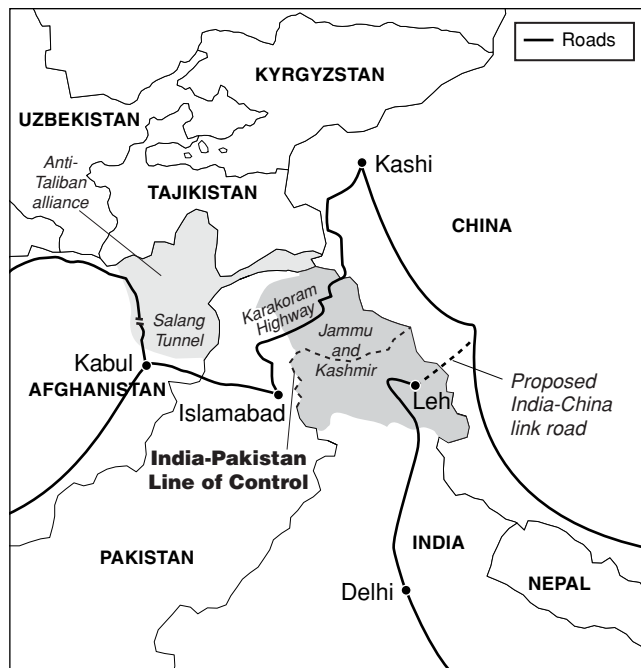 Roads
KYRGYZSTAN
UZBEKISTAN
Anti-
Taliban
alliance
TAJIKISTAN
Kashi
CHINA
Karakoram
Highway
Salang
Tunnel
Jammu
and
Kashmir
Kabul
AFGHANISTAN
Islamabad
Leh
Proposed
India-China
link road
India-Pakistan
Line of Control
PAKISTAN
INDIA
NEPAL
Delhi